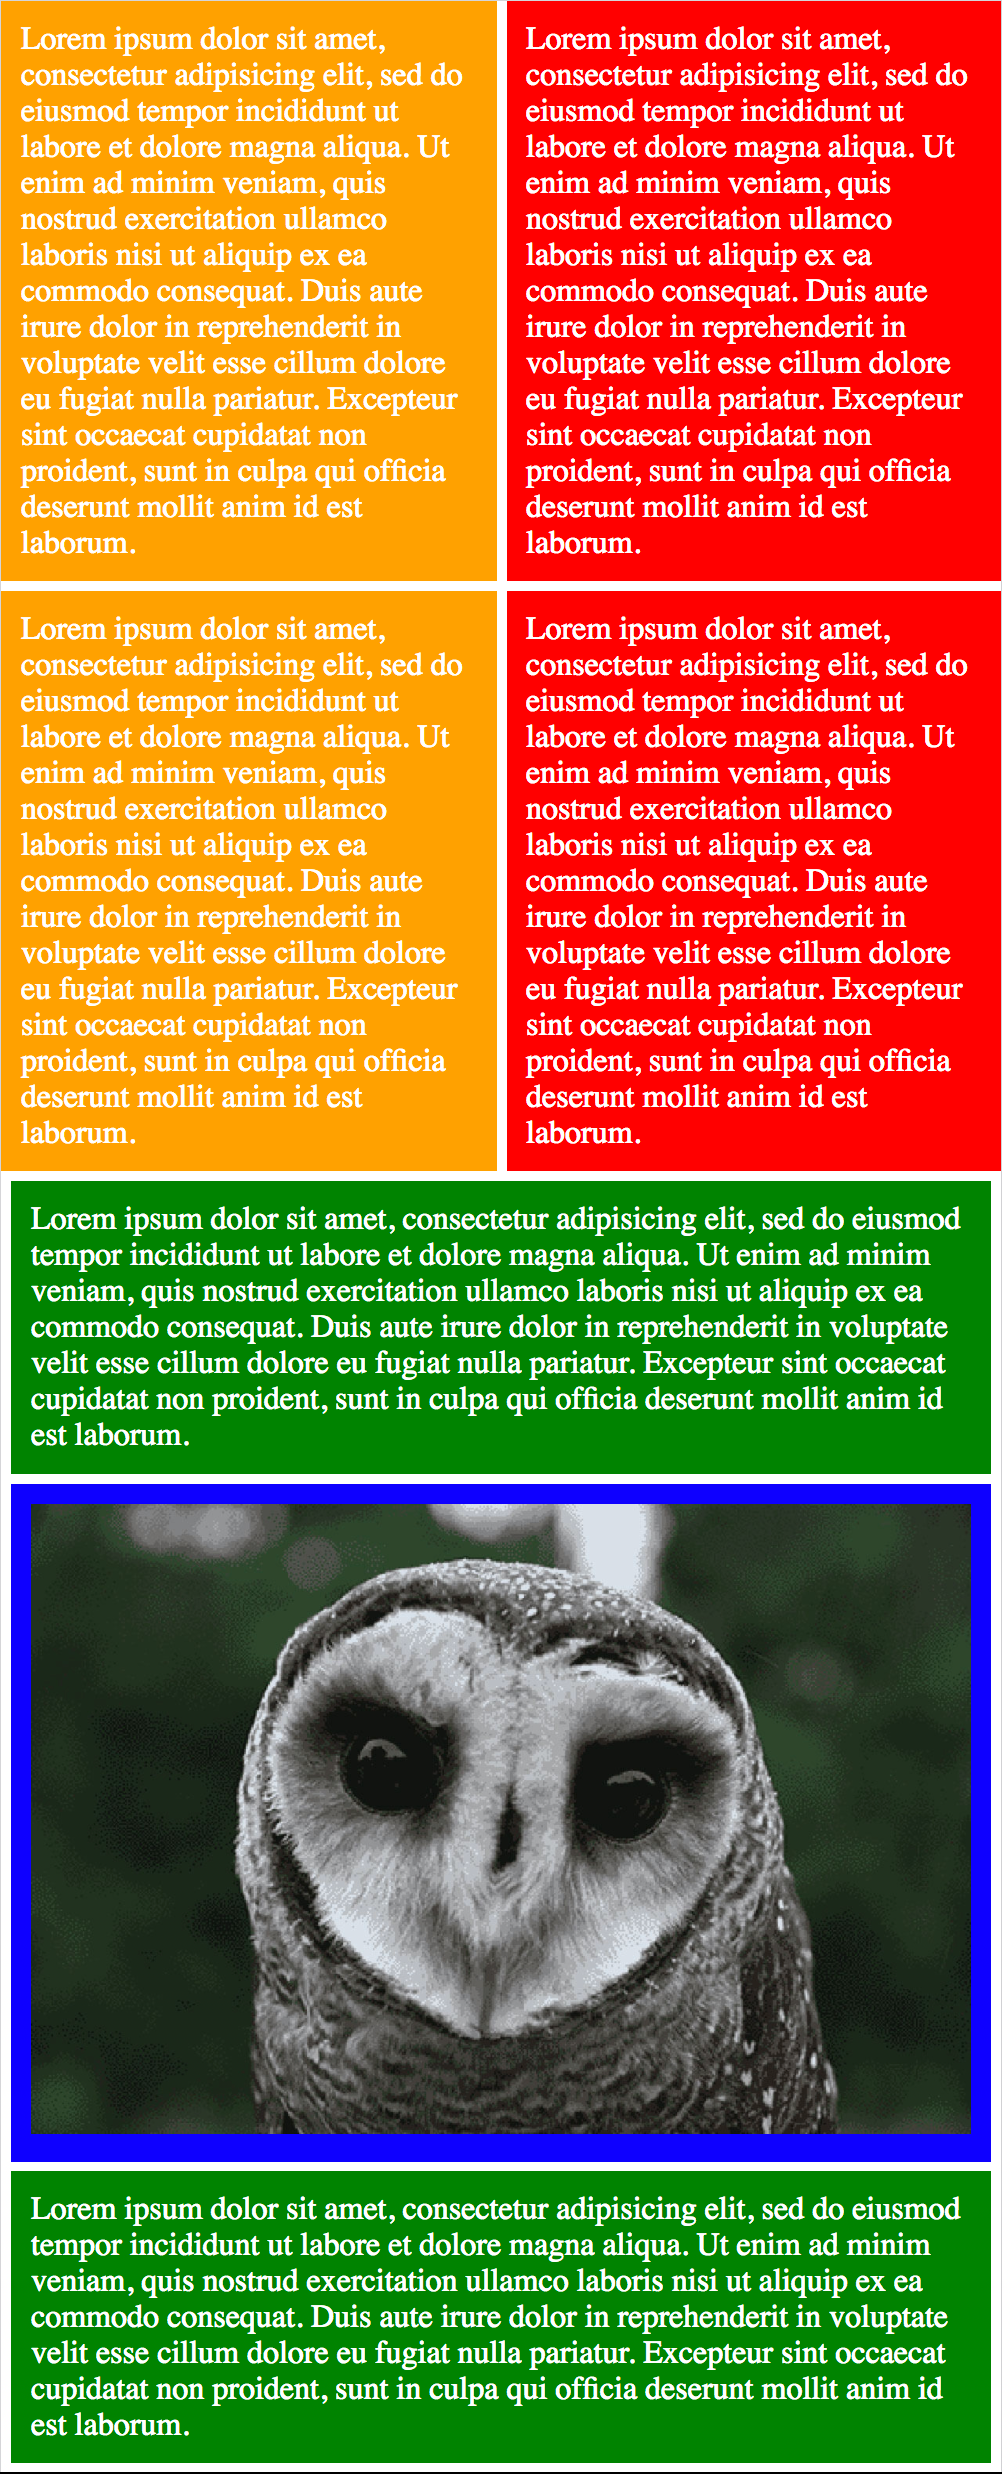 Lorem ipsum dolor sit amet,
consectetur adipisicing elit, sed do
eiusmod tempor incididunt ut
labore et dolore magna aliqua. Ut
enim ad minim veniam, quis
nostrud exercitation ullamco
laboris nisi ut aliquip ex ea
commodo consequat. Duis aute
irure dolor in reprehenderit in
voluptate velit esse cillum dolore
eu fugiat nulla pariatur. Excepteur
sint occaecat cupidatat non
proident, sunt in culpa qui officia
deserunt mollit anim id est
laborum.
Lorem ipsum dolor sit amet,
consectetur adipisicing elit, sed do
eiusmod tempor incididunt ut
labore et dolore magna aliqua. Ut
enim ad minim veniam, quis
nostrud exercitation ullamco
laboris nisi ut aliquip ex ea
commodo consequat. Duis aute
irure dolor in reprehenderit in
voluptate velit esse cillum dolore
eu fugiat nulla pariatur. Excepteur
sint occaecat cupidatat non
proident, sunt in culpa qui officia
deserunt mollit anim id est
laborum.
Lorem ipsum dolor sit amet,
consectetur adipisicing elit, sed do
eiusmod tempor incididunt ut
labore et dolore magna aliqua. Ut
enim ad minim veniam, quis
nostrud exercitation ullamco
laboris nisi ut aliquip ex ea
commodo consequat. Duis aute
irure dolor in reprehenderit in
voluptate velit esse cillum dolore
eu fugiat nulla pariatur. Excepteur
sint occaecat cupidatat non
proident, sunt in culpa qui officia
deserunt mollit anim id est
laborum.
Lorem ipsum dolor sit amet,
consectetur adipisicing elit, sed do
eiusmod tempor incididunt ut
labore et dolore magna aliqua. Ut
enim ad minim veniam, quis
nostrud exercitation ullamco
laboris nisi ut aliquip ex ea
commodo consequat. Duis aute
irure dolor in reprehenderit in
voluptate velit esse cillum dolore
eu fugiat nulla pariatur. Excepteur
sint occaecat cupidatat non
proident, sunt in culpa qui officia
deserunt mollit anim id est
laborum.
Lorem ipsum dolor sit amet, consectetur adipisicing elit, sed do eiusmod
tempor incididunt ut labore et dolore magna aliqua. Ut enim ad minim
veniam, quis nostrud exercitation ullamco laboris nisi ut aliquip ex ea
commodo consequat. Duis aute irure dolor in reprehenderit in voluptate
velit esse cillum dolore eu fugiat nulla pariatur. Excepteur sint occaecat
cupidatat non proident, sunt in culpa qui officia deserunt mollit anim id
est laborum.
Lorem ipsum dolor sit amet, consectetur adipisicing elit, sed do eiusmod
tempor incididunt ut labore et dolore magna aliqua. Ut enim ad minim
veniam, quis nostrud exercitation ullamco laboris nisi ut aliquip ex ea
commodo consequat. Duis aute irure dolor in reprehenderit in voluptate
velit esse cillum dolore eu fugiat nulla pariatur. Excepteur sint occaecat
cupidatat non proident, sunt in culpa qui officia deserunt mollit anim id
est laborum.